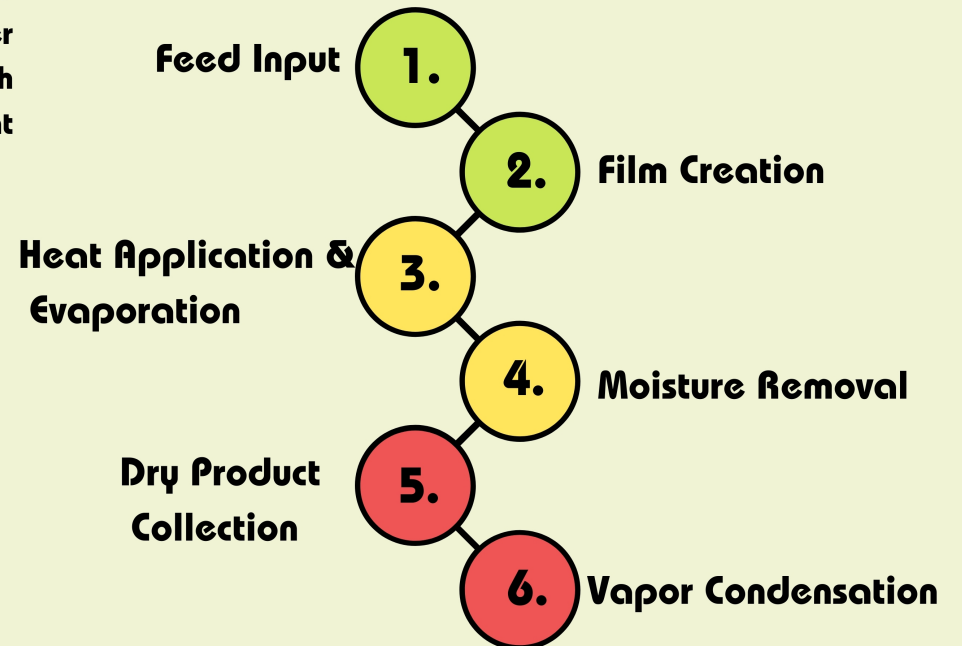 Feed Input
1.
2.
Film Creation
Heat Application &
Evaporation
3.
4.
Moisture Removal
Dry Product
Collection
5.
6.
Vapor Condensation